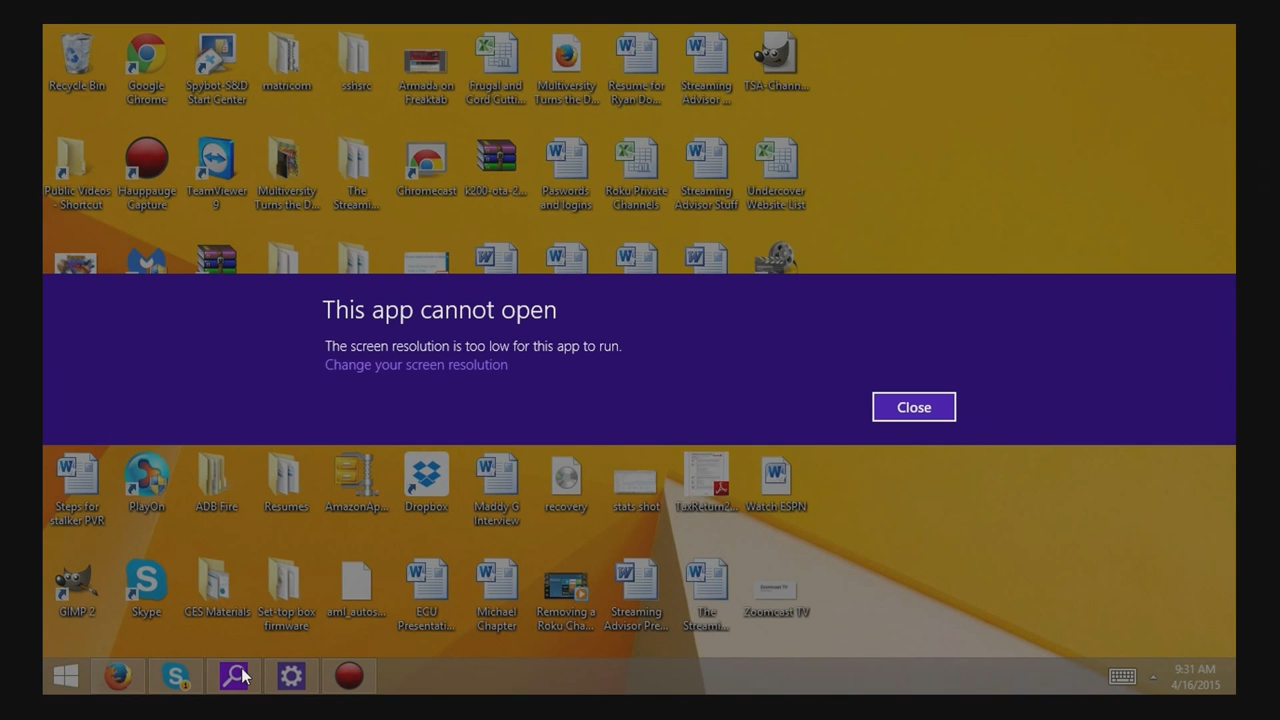 Recycle Bin
Google
Chrome
Spybot-S&D
Start Center
matricom
sshsrc
Armada on
Freaktab
Frugal and
Cord Cutti...
Multiversity
Turns the D...
Resume for
Ryan Do...
Streaming
Advisor ...
TSA-Chann...
Public Videos
- Shortcut
Hauppauge
Capture
TeamViewer
9
Multiversity
Turns the D...
The
Streami...
Chromecast
k200-ota-2...
Paswords
and logins
Roku Private
Channels
Streaming
Advisor Stuff
Undercover
Website List
This app cannot open
The screen resolution is too low for this app to run.
Change your screen resolution
Close
Steps for
stalker PVR
PlayOn
ADB Fire
Resumes
AmazonAp...
Dropbox
Maddy G
Interview
recovery
stats shot
TaxReturn2...
Watch ESPN
GIMP 2
Skype
CES Materials
Set-top box
firmware
aml_autos...
ECU
Presentati...
Michael
Chapter
Removing a
Roku Cha...
Streaming
Advisor Pre...
The
Streami...
Zoomcast TV
9:31 AM
4/16/2015